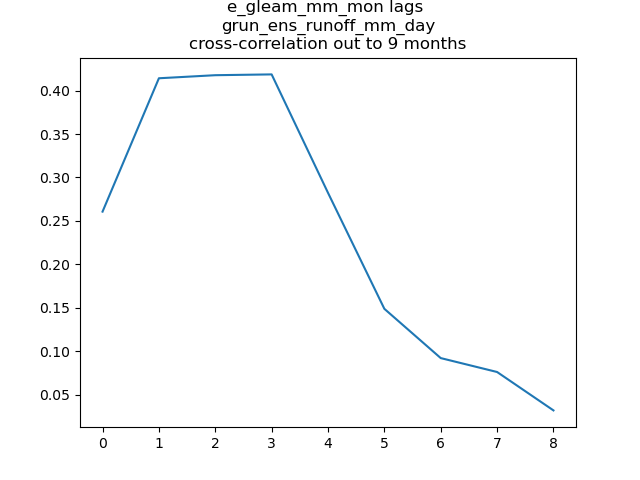 e_gleam_mm_mon lags
grun_ens_runoff_mm_day
cross-correlation out to 9 months
0.40
0.35
0.30
0.25
0.20
0.15
0.10
0.05
0 1 2 3 4 5 6 7 8